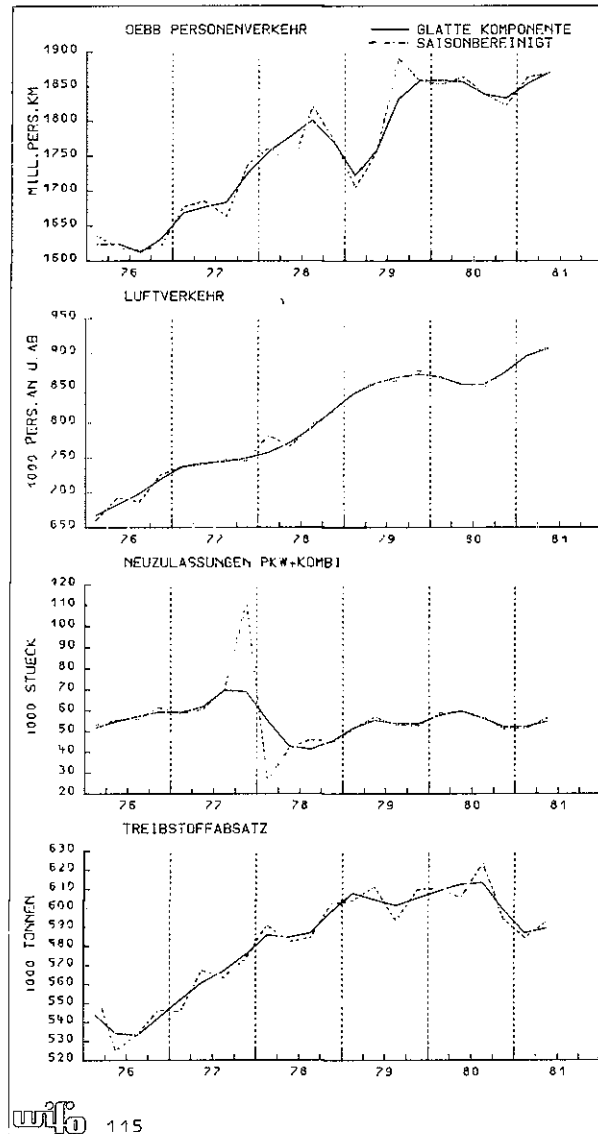 OEBB PERSONENVERKEHR
GLATTE KOMPONENTE
SAISONBEREINIGT
MILL.PERS.KM
1900
1850
1800
1750
1700
1650
1600
1550
1500
76 77 78 79 80 81
LUFTVERKEHR
1000 PERS.AN U.AB
950
900
850
800
750
700
650
76 77 78 79 80 81
NEUZULASSUNGEN PKW+KOMBI
1000 STUECK
120
110
100
90
80
70
60
50
40
30
20
76 77 78 79 80 81
TREIBSTOFFABSATZ
1000 TONNEN
630
620
610
600
590
580
570
560
550
540
530
520
76 77 78 79 80 81
wifo 115